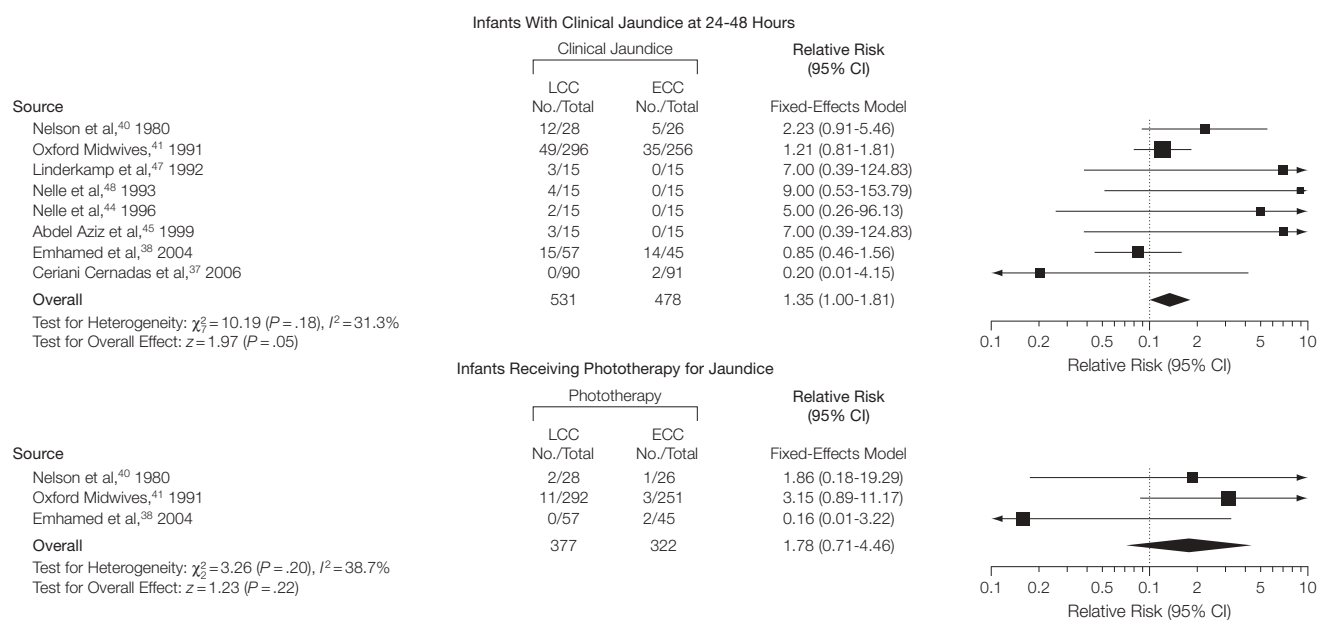 Infants With Clinical Jaundice at 24-48 Hours
Clinical Jaundice Relative Risk
(95% CI)
LCC ECC
Source No./Total No./Total Fixed-Effects Model
Nelson et al,40 1980 12/28 5/26 2.23 (0.91-5.46)
Oxford Midwives,41 1991 49/296 35/256 1.21 (0.81-1.81)
Linderkamp et al,47 1992 3/15 0/15 7.00 (0.39-124.83)
Nelle et al,48 1993 4/15 0/15 9.00 (0.53-153.79)
Nelle et al,44 1996 2/15 0/15 5.00 (0.26-96.13)
Abdel Aziz et al,45 1999 3/15 0/15 7.00 (0.39-124.83)
Emhamed et al,38 2004 15/57 14/45 0.85 (0.46-1.56)
Ceriani Cernadas et al,37 2006 0/90 2/91 0.20 (0.01-4.15)
Overall 531 478 1.35 (1.00-1.81)
Test for Heterogeneity: χ²₇ = 10.19 (P = .18), I² = 31.3%
Test for Overall Effect: z = 1.97 (P = .05)
0.1 0.2 0.5 0.1 2 5 10
Relative Risk (95% CI)
Infants Receiving Phototherapy for Jaundice
Phototherapy Relative Risk
(95% CI)
LCC ECC
Source No./Total No./Total Fixed-Effects Model
Nelson et al,40 1980 2/28 1/26 1.86 (0.18-19.29)
Oxford Midwives,41 1991 11/292 3/251 3.15 (0.89-11.17)
Emhamed et al,38 2004 0/57 2/45 0.16 (0.01-3.22)
Overall 377 322 1.78 (0.71-4.46)
Test for Heterogeneity: χ²₂ = 3.26 (P = .20), I² = 38.7%
Test for Overall Effect: z = 1.23 (P = .22)
0.1 0.2 0.5 0.1 2 5 10
Relative Risk (95% CI)